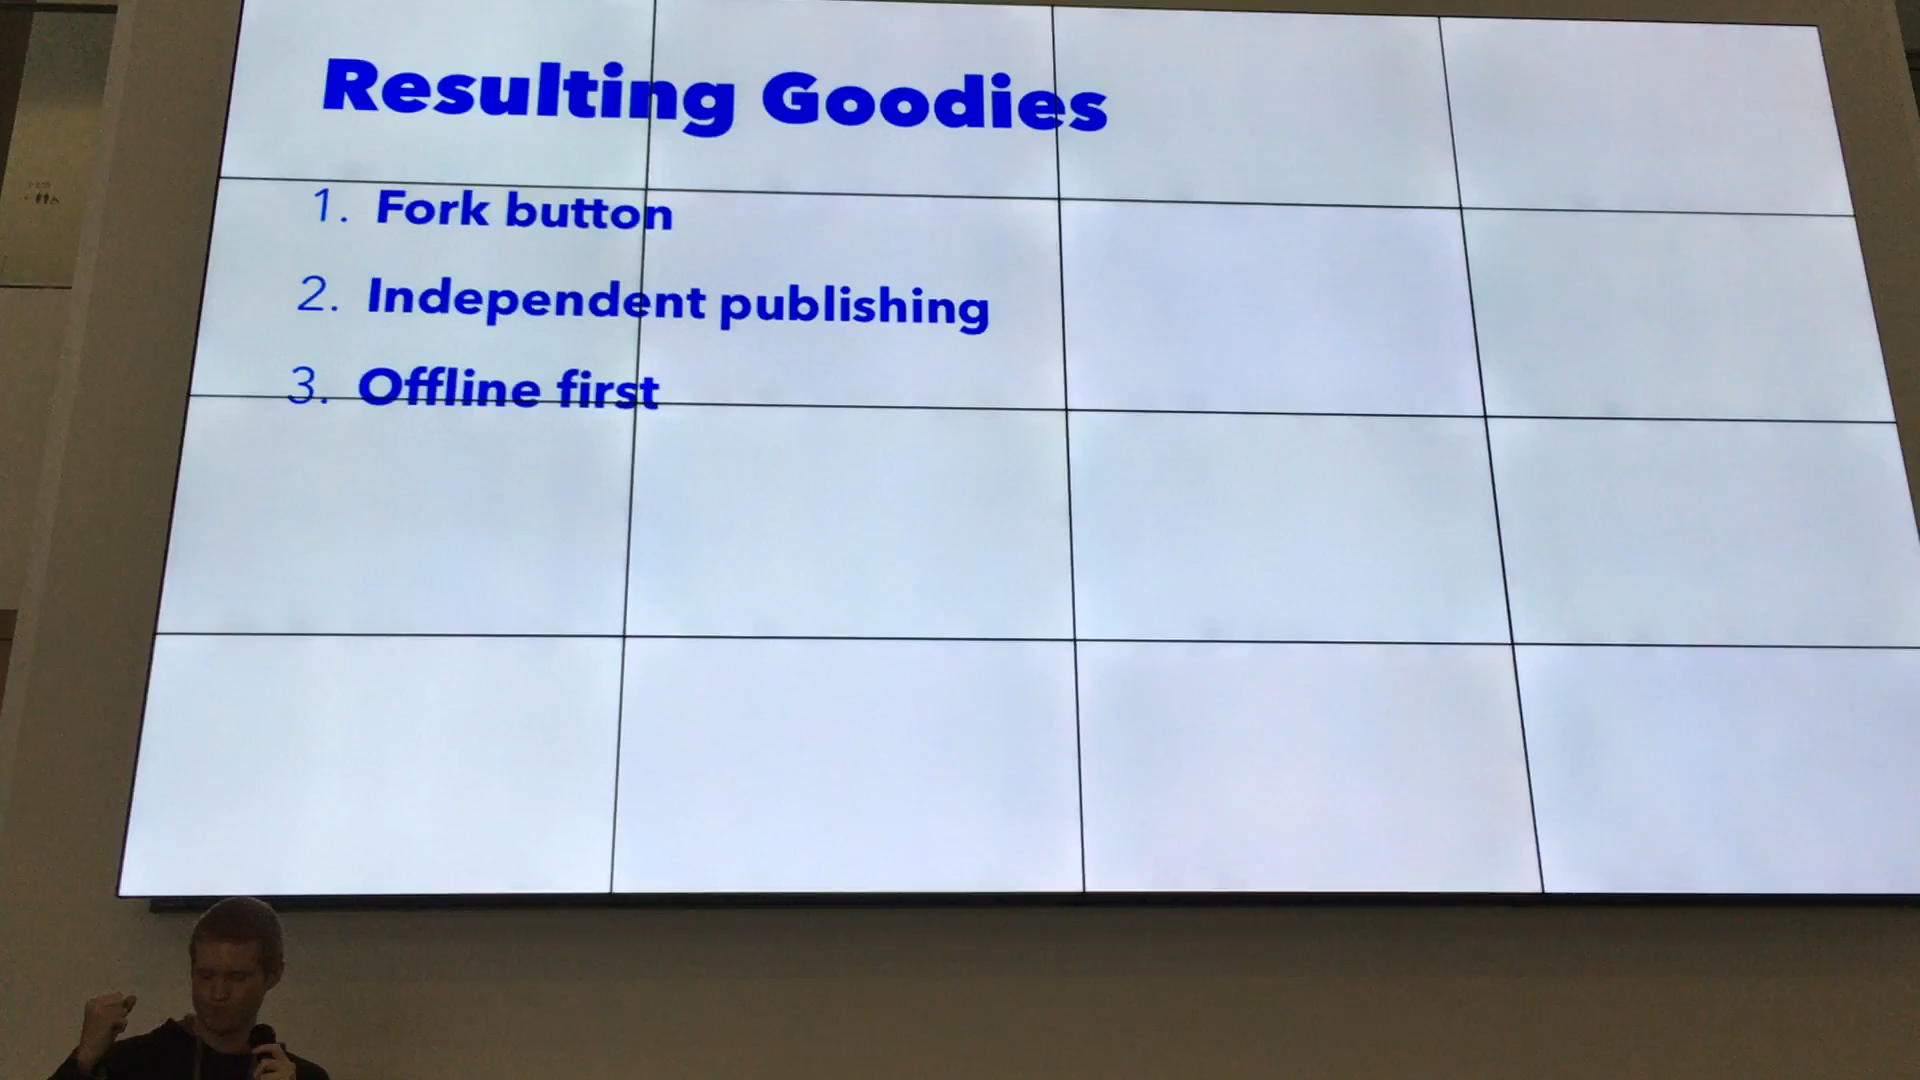 Resulting Goodies
1. Fork button
2. Independent publishing
3. Offline first